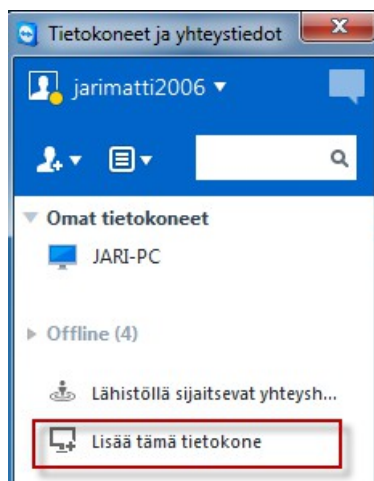 Tietokoneet ja yhteystiedot
jarimatti2006
Omat tietokoneet
JARI-PC
Offline (4)
Lähistöllä sijaitsevat yhteysh...
Lisää tämä tietokone